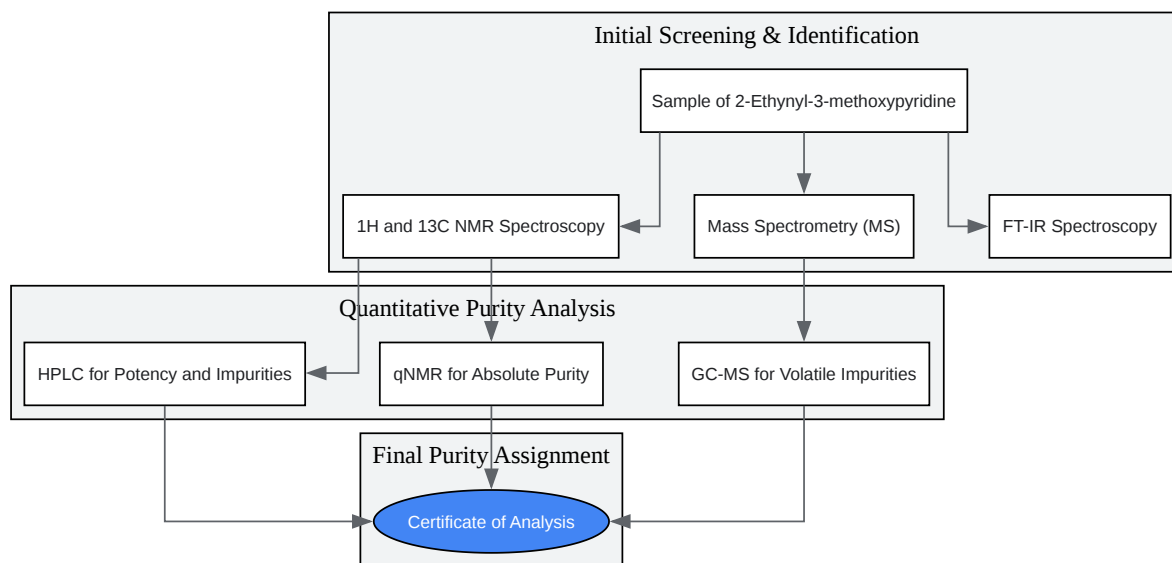 Initial Screening & Identification
Sample of 2-Ethynyl-3-methoxypyridine
1H and 13C NMR Spectroscopy
Mass Spectrometry (MS)
FT-IR Spectroscopy
Quantitative Purity Analysis
HPLC for Potency and Impurities
qNMR for Absolute Purity
GC-MS for Volatile Impurities
Final Purity Assignment
Certificate of Analysis